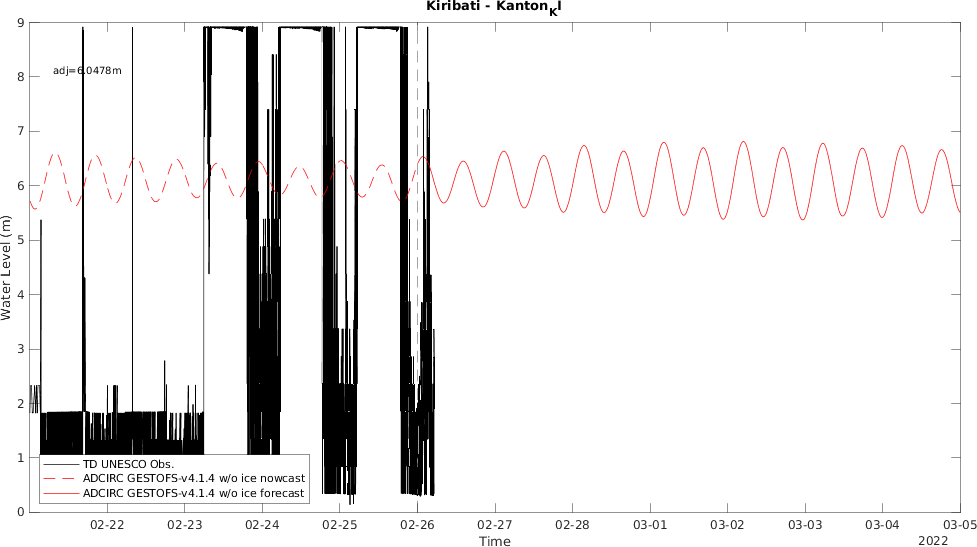 Kiribati - Kanton_KI
9
8
7
6
5
4
3
2
1
0
Water Level (m)
adj=6.0478m
TD UNESCO Obs.
ADCIRC GESTOFS-v4.1.4 w/o ice nowcast
ADCIRC GESTOFS-v4.1.4 w/o ice forecast
02-22 02-23 02-24 02-25 02-26 02-27 02-28 03-01 03-02 03-03 03-04 03-05
Time
2022